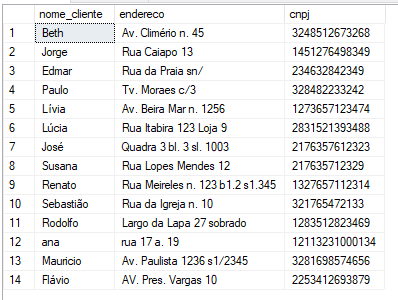 nome_cliente endereco cnpj
1 Beth Av. Climério n. 45 3248512673268
2 Jorge Rua Caiapo 13 1451276498349
3 Edmar Rua da Praia sn/ 234632842349
4 Paulo Tv. Moraes c/3 328482233242
5 Lívia Av. Beira Mar n. 1256 1273657123474
6 Lúcia Rua Itabira 123 Loja 9 2831521393488
7 José Quadra 3 bl. 3 sl. 1003 2176357612323
8 Susana Rua Lopes Mendes 12 217635712329
9 Renato Rua Meireles n. 123 b1.2 s1.345 1327657112314
10 Sebastião Rua da Igreja n. 10 321765472133
11 Rodolfo Largo da Lapa 27 sobrado 1283512823469
12 ana rua 17 a. 19 12113231000134
13 Mauricio Av. Paulista 1236 s1/2345 3281698574656
14 Flávio AV. Pres. Vargas 10 2253412693879